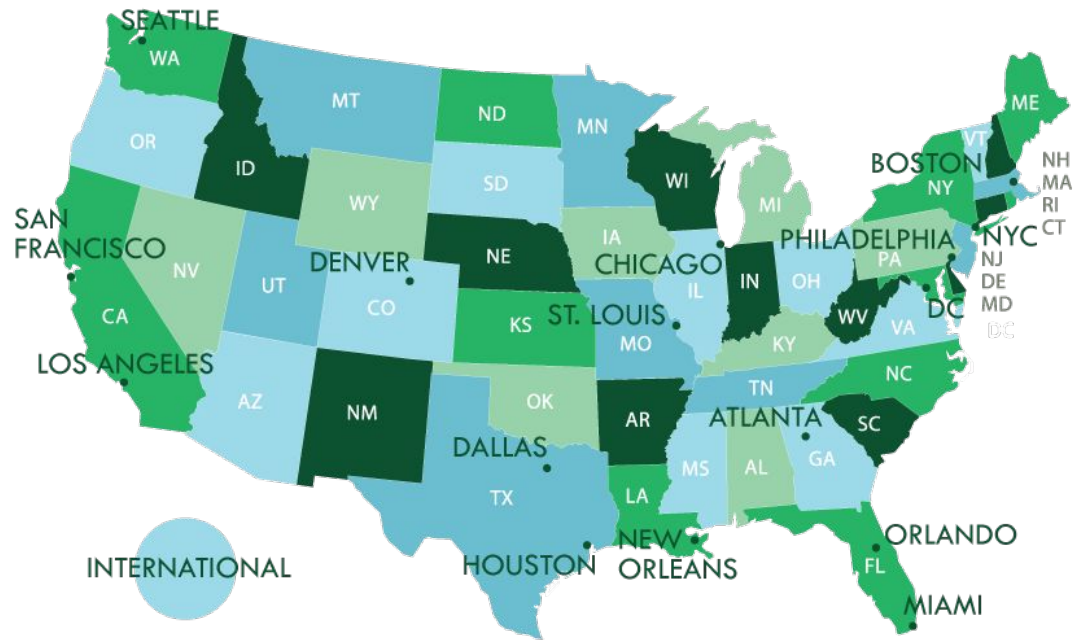 SEATTLE
WA
MT
ND
MN
ME
VT
OR
ID
SD
WI
BOSTON
NH
MA
RI
CT
NY
MI
WY
SAN
FRANCISCO
NV
UT
DENVER
CO
NE
IA
CHICAGO
IL
IN
OH
PHILADELPHIA
PA
NYC
NJ
DE
MD
DC
DC
CA
KS
ST. LOUIS
MO
KY
WV
VA
LOS ANGELES
AZ
NM
OK
AR
TN
NC
SC
ATLANTA
GA
DALLAS
TX
LA
MS
AL
HOUSTON
NEW
ORLEANS
ORLANDO
FL
MIAMI
INTERNATIONAL